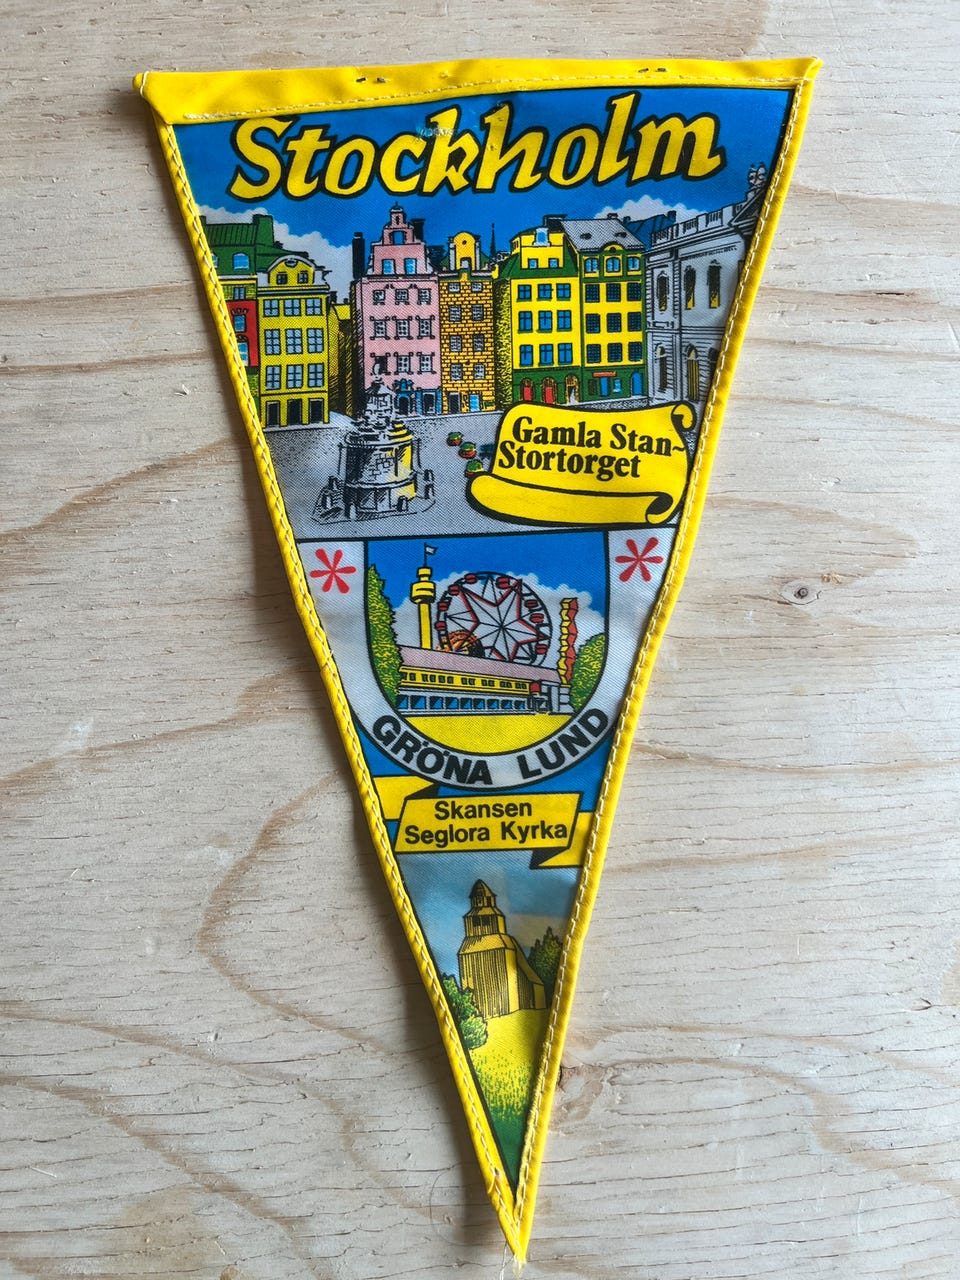 Stockholm
Gamla Stan-
Stortorget
GRÖNA LUND
Skansen
Seglora Kyrka